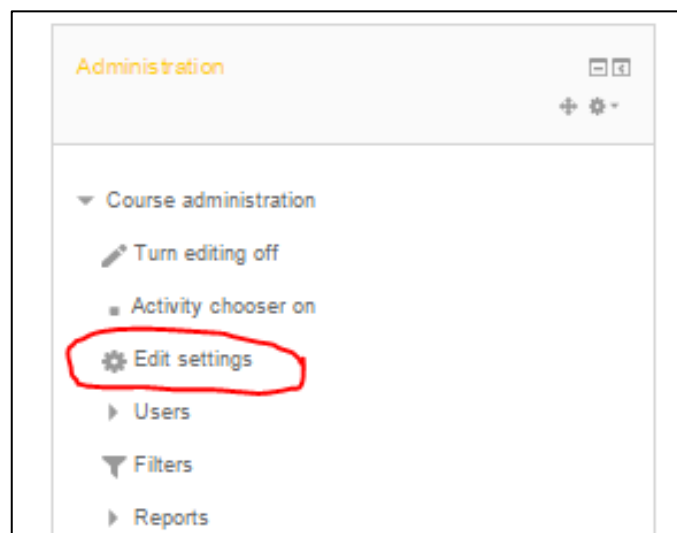 Administration
Course administration
Turn editing off
Activity chooser on
Edit settings
Users
Filters
Reports